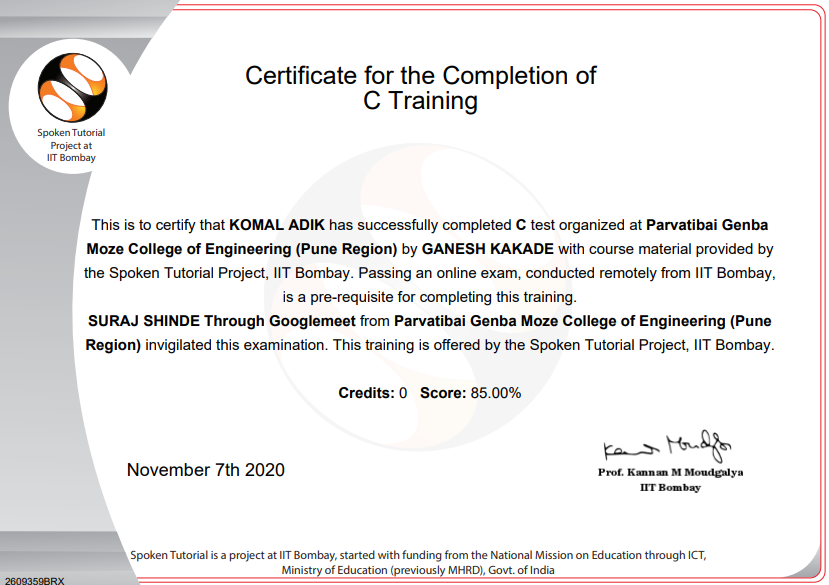 Certificate for the Completion of
C Training
Spoken Tutorial
Project at
IIT Bombay
This is to certify that KOMAL ADIK has successfully completed C test organized at Parvatibai Genba
Moze College of Engineering (Pune Region) by GANESH KAKADE with course material provided by
the Spoken Tutorial Project, IIT Bombay. Passing an online exam, conducted remotely from IIT Bombay,
is a pre-requisite for completing this training.
SURAJ SHINDE Through Googlemeet from Parvatibai Genba Moze College of Engineering (Pune
Region) invigilated this examination. This training is offered by the Spoken Tutorial Project, IIT Bombay.
Credits: 0 Score: 85.00%
November 7th 2020
Kannan Moudgalya
Prof. Kannan M Moudgalya
IIT Bombay
Spoken Tutorial is a project at IIT Bombay, started with funding from the National Mission on Education through ICT,
Ministry of Education (previously MHRD), Govt. of India
2609359BRX